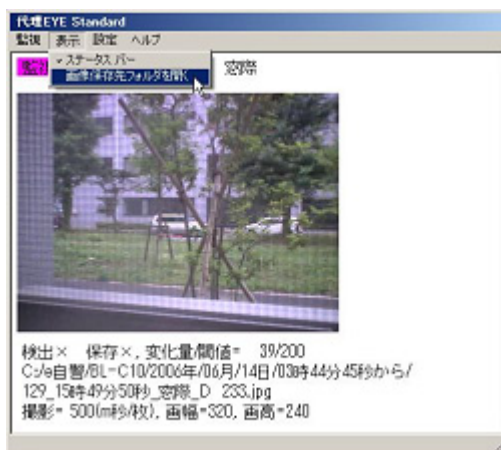 代理EYE Standard
監視 表示 設定 ヘルプ
✓ ステータス バー
画像保存先フォルダを開く
窓際
検出× 保存×, 変化量/閾値= 39/200
C:/e自警/BL-C10/2006年/06月/14日/03時44分45秒から/
129_15時49分50秒_窓際_D 233.jpg
撮影= 500(m秒/枚), 画幅=320, 画高=240